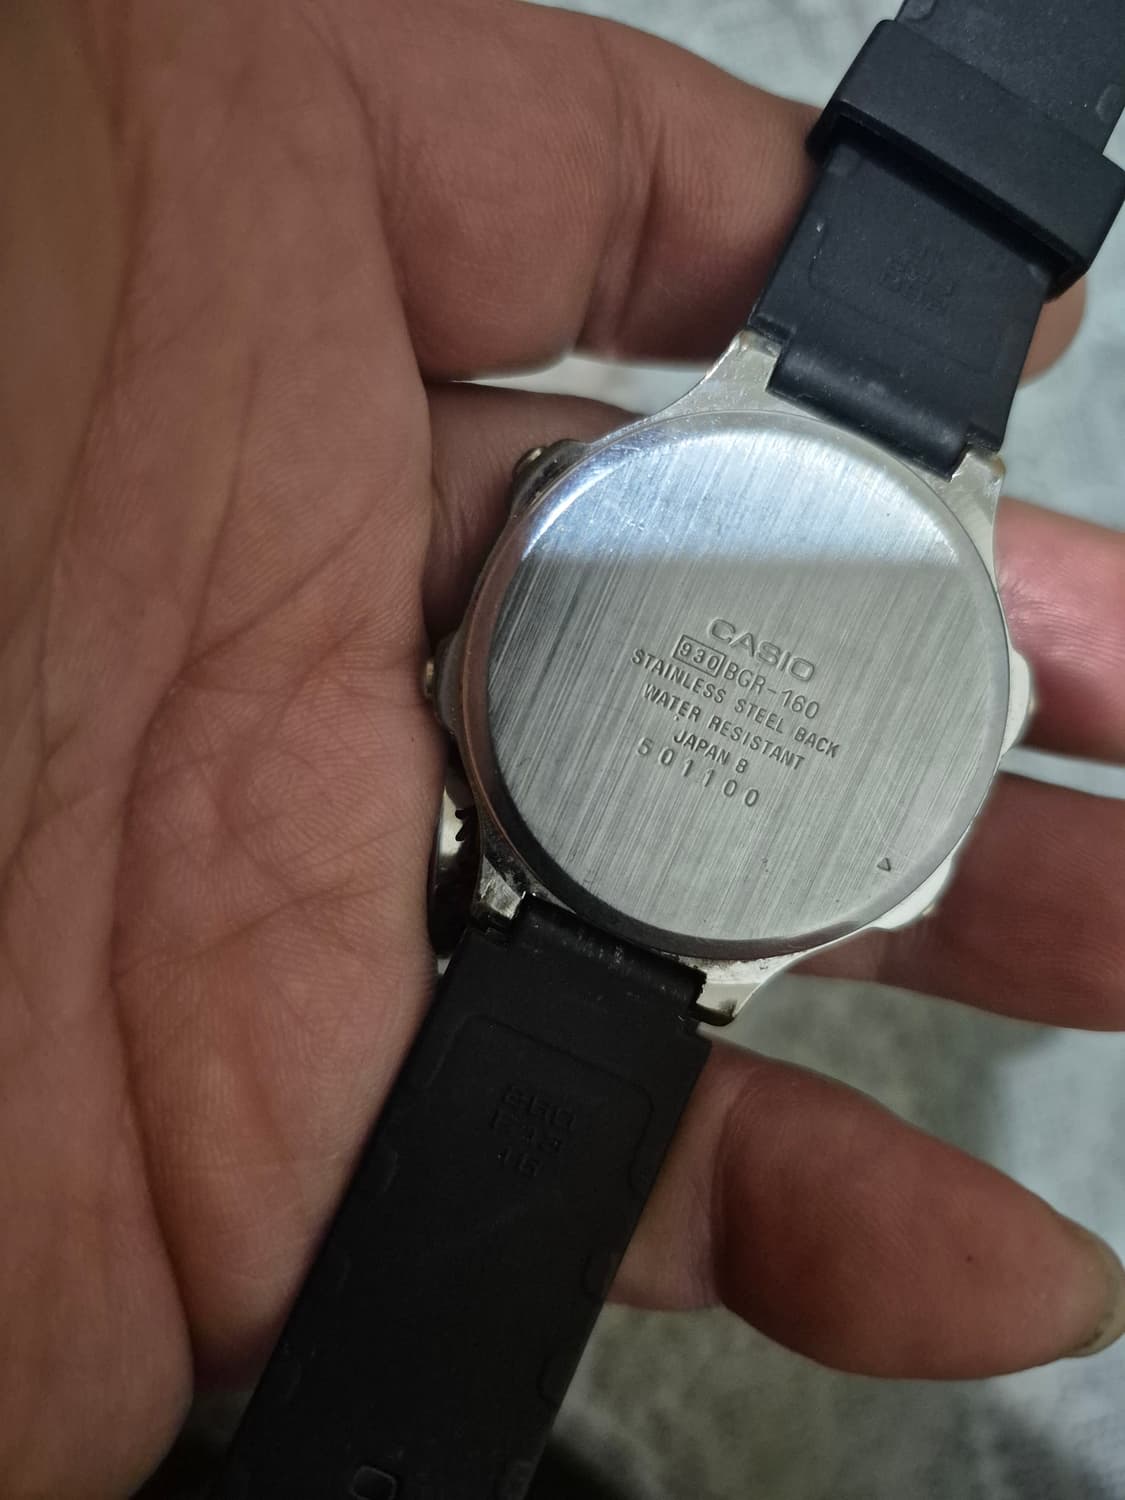 CASIO
930 BGR-160
STAINLESS STEEL BACK
WATER RESISTANT
JAPAN B
501100